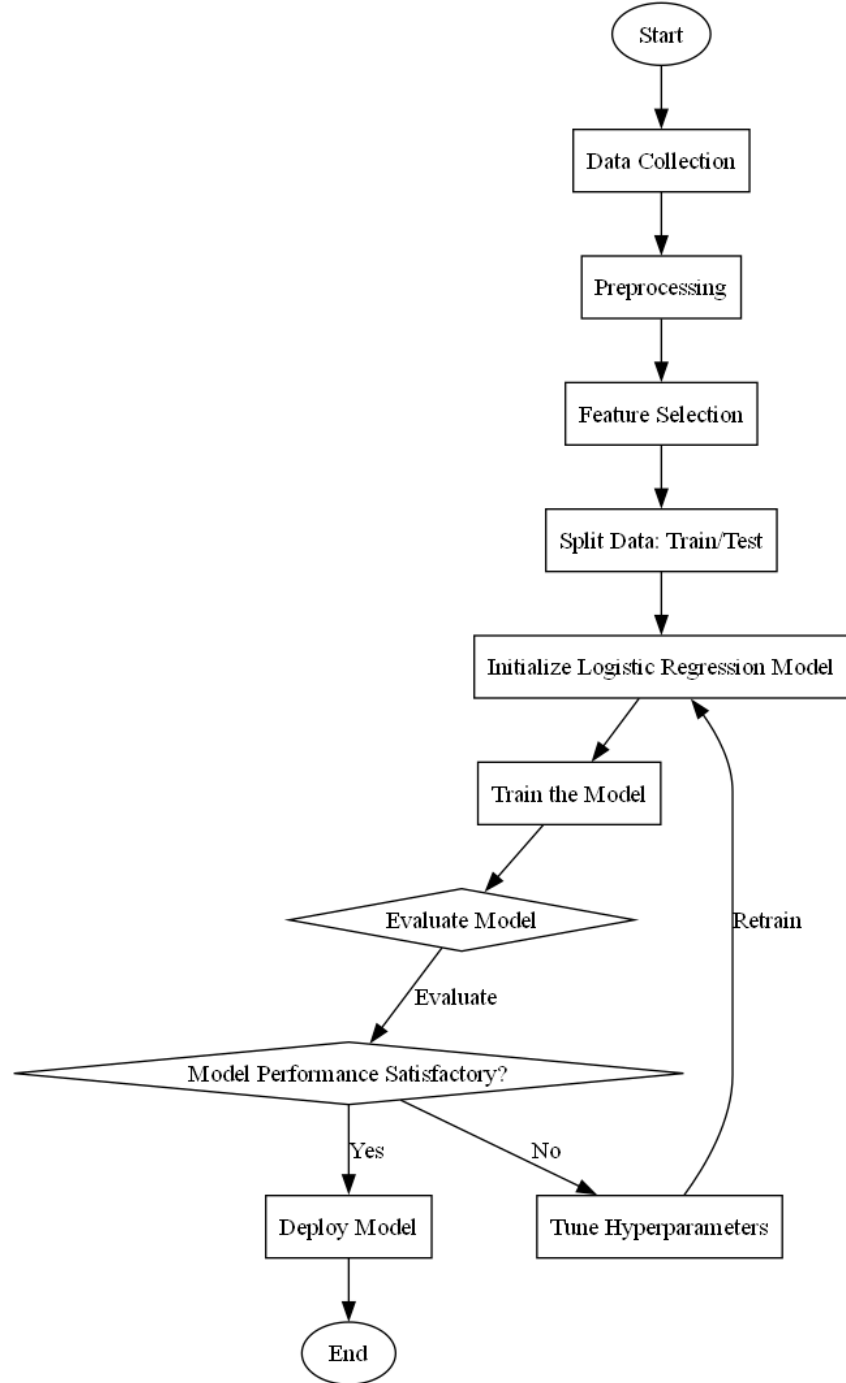 Start
Data Collection
Preprocessing
Feature Selection
Split Data: Train/Test
Initialize Logistic Regression Model
Train the Model
Evaluate Model
Retrain
Evaluate
Model Performance Satisfactory?
Yes
No
Deploy Model
Tune Hyperparameters
End